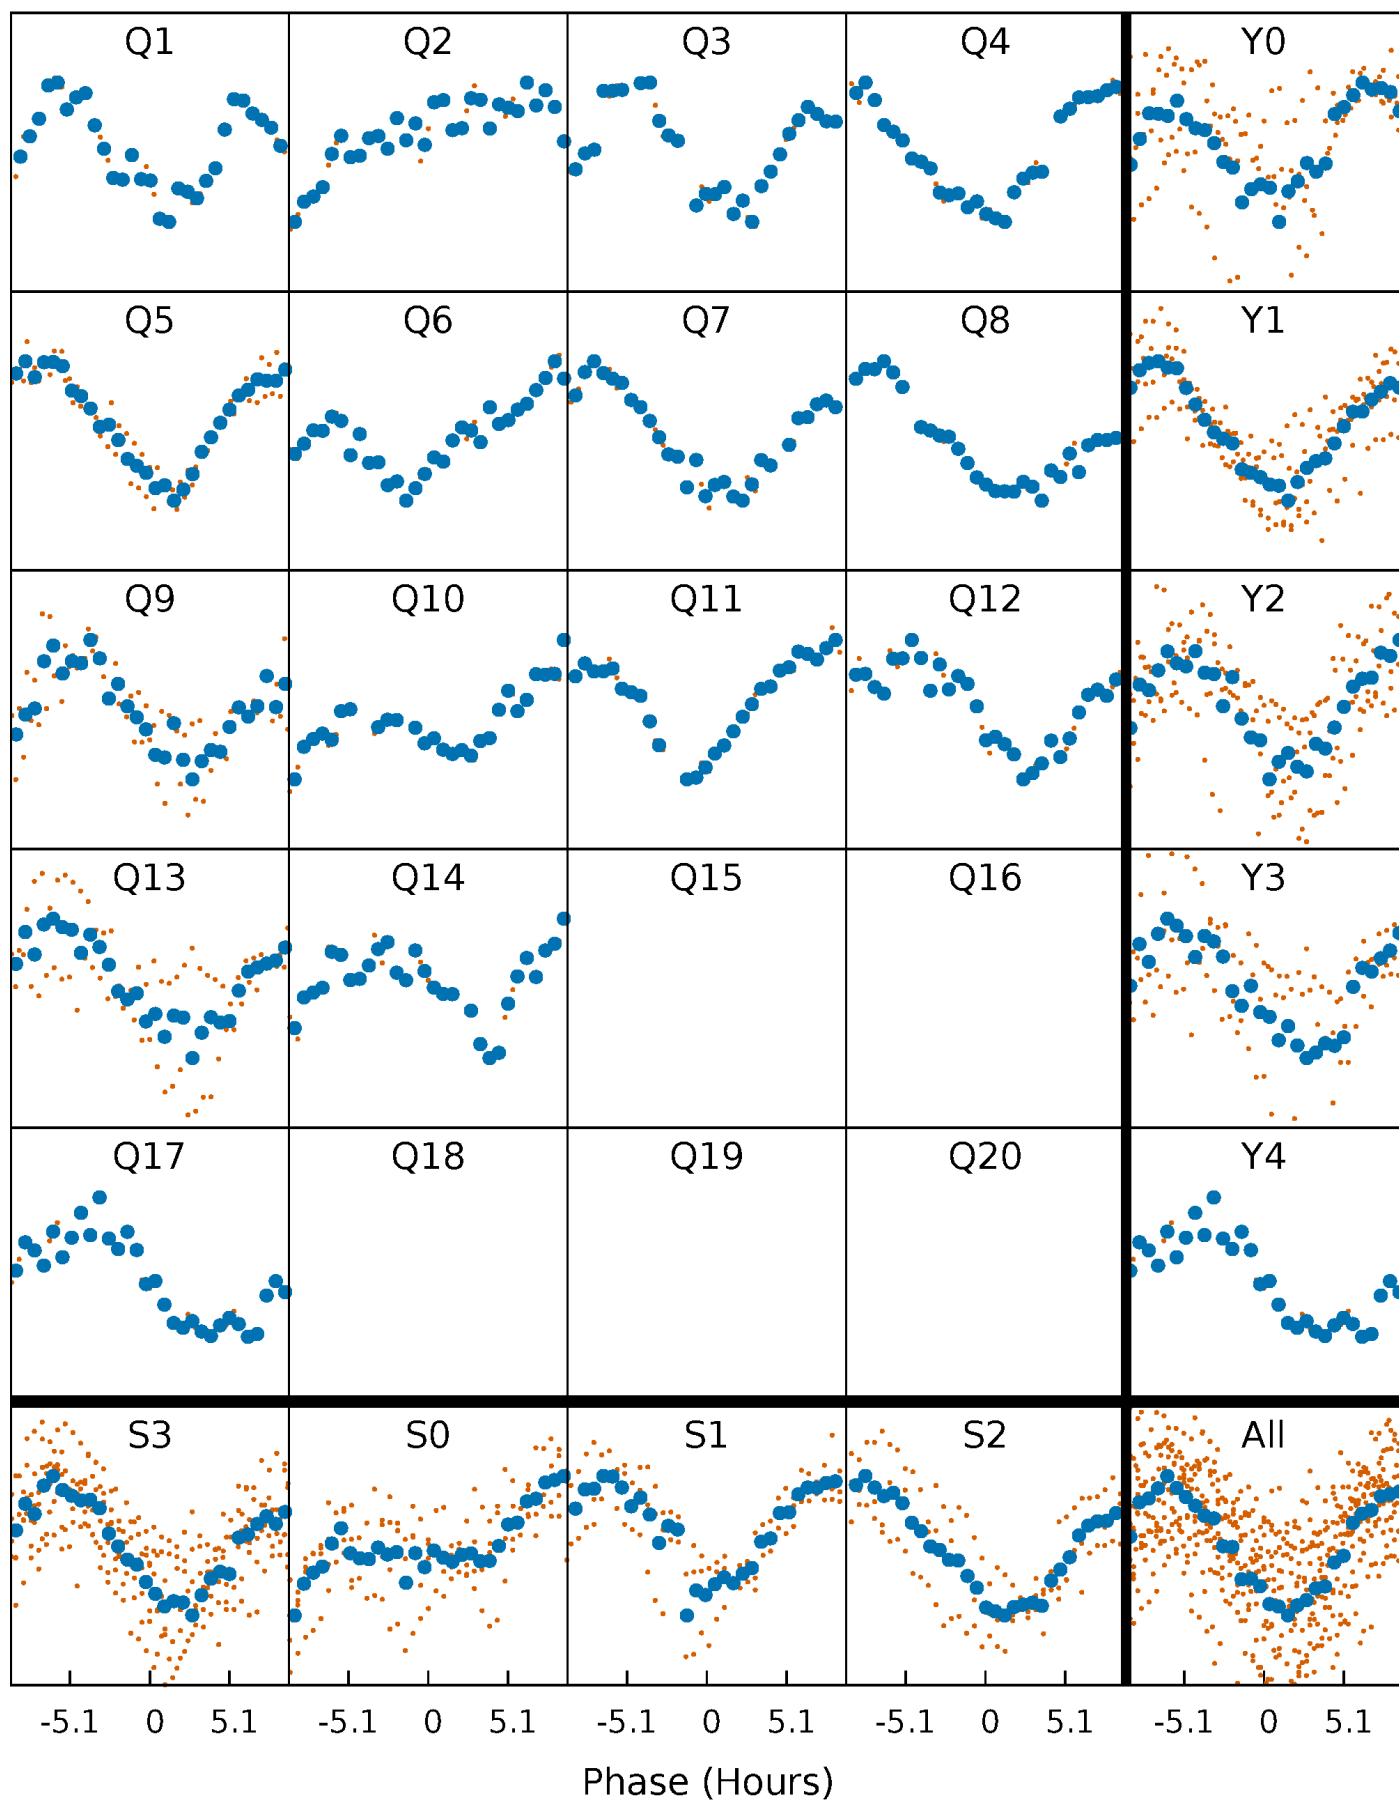 Q1 Q2 Q3 Q4 Y0
Q5 Q6 Q7 Q8 Y1
Q9 Q10 Q11 Q12 Y2
Q13 Q14 Q15 Q16 Y3
Q17 Q18 Q19 Q20 Y4
S3 S0 S1 S2 All
-5.1 0 5.1 -5.1 0 5.1 -5.1 0 5.1 -5.1 0 5.1 -5.1 0 5.1
Phase (Hours)